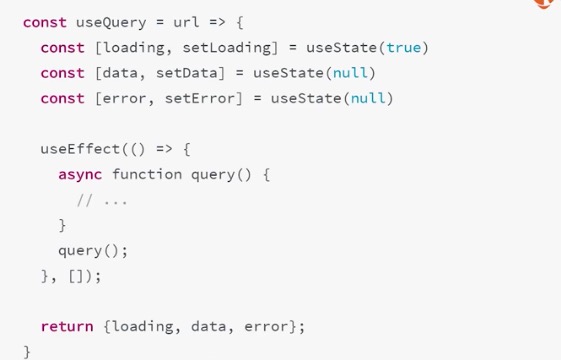 const useQuery = url => {
  const [loading, setLoading] = useState(true)
  const [data, setData] = useState(null)
  const [error, setError] = useState(null)

  useEffect(() => {
    async function query() {
      // ...
    }
    query();
  }, []);

  return {loading, data, error};
}